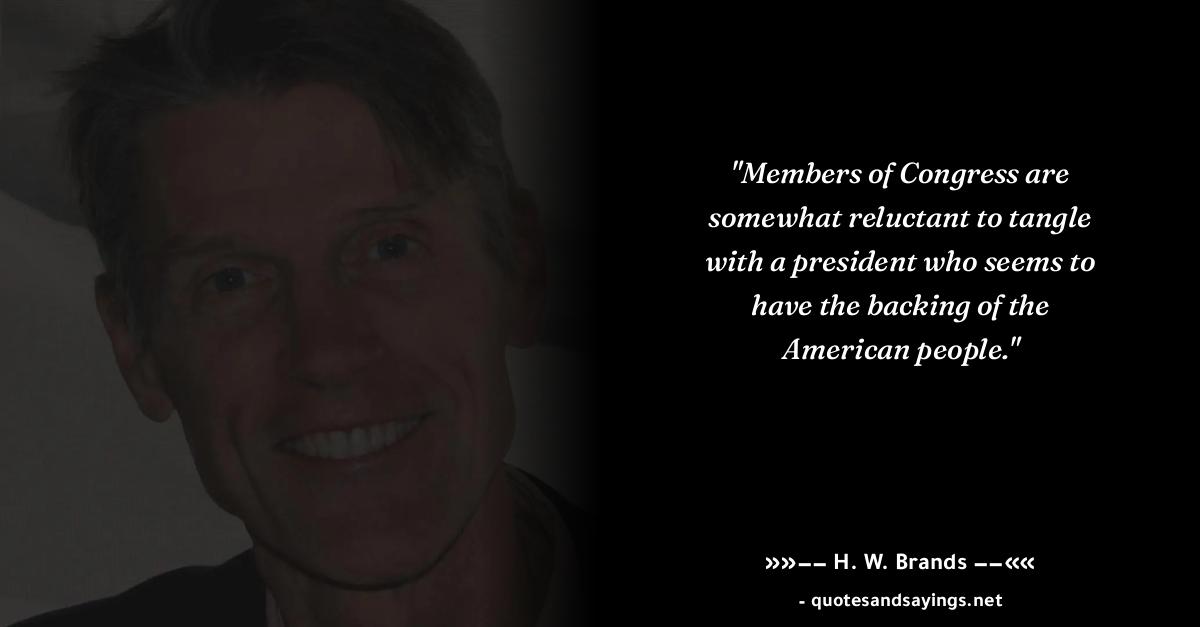 "Members of Congress are
somewhat reluctant to tangle
with a president who seems to
have the backing of the
American people."
»»–– H. W. Brands ––««
- quotesandsayings.net